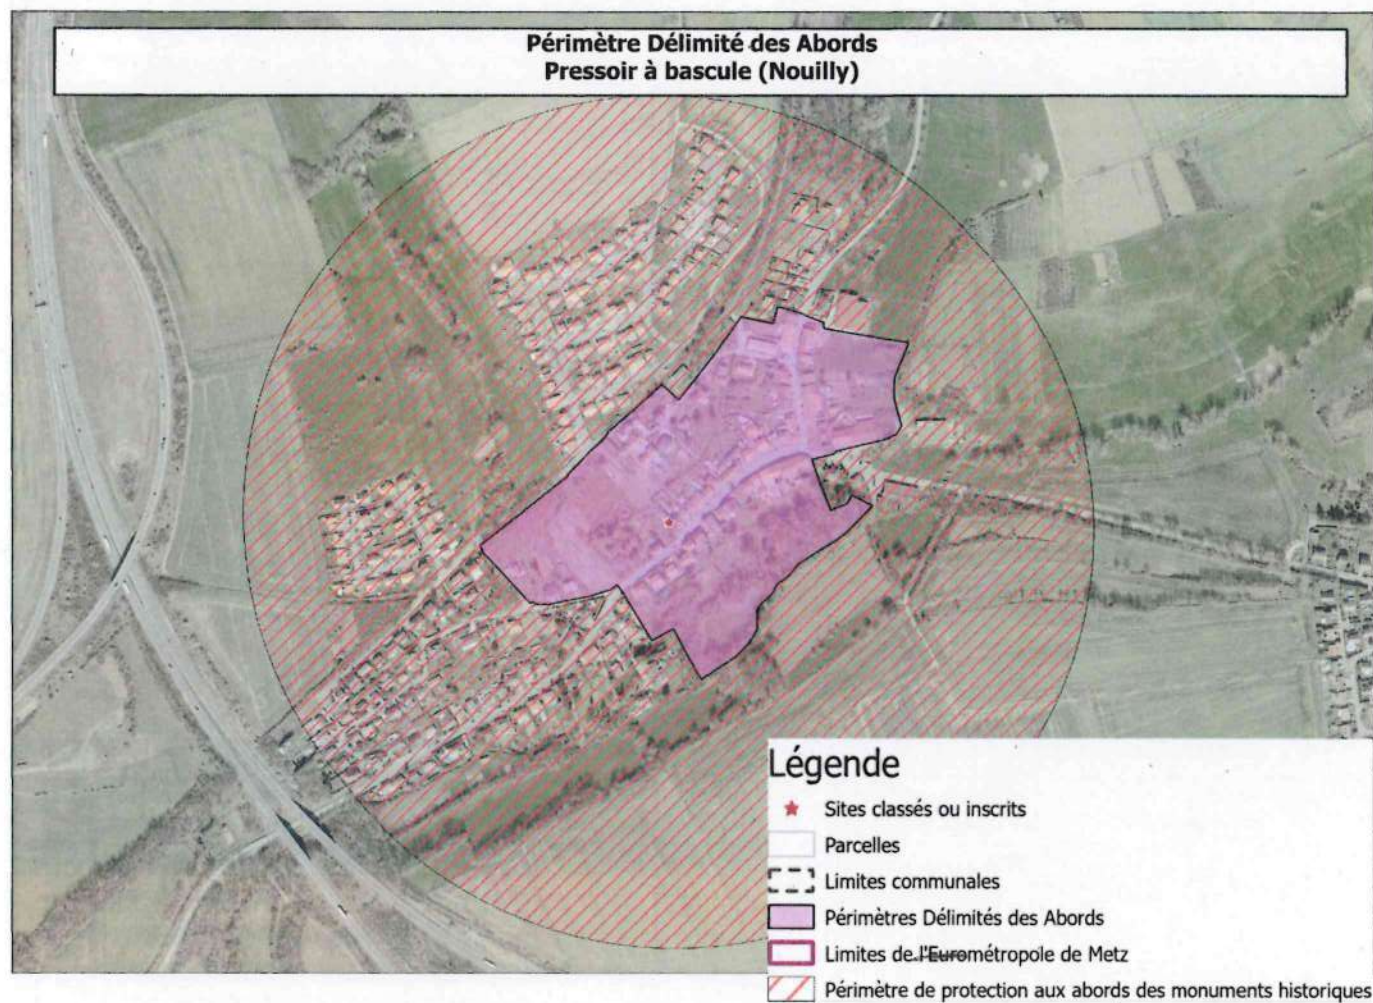 Périmètre Délimité des Abords
Pressoir à bascule (Nouilly)
Légende
Sites classés ou inscrits
Parcelles
Limites communales
Périmètres Délimités des Abords
Limites de l'Eurométropole de Metz
Périmètre de protection aux abords des monuments historiques